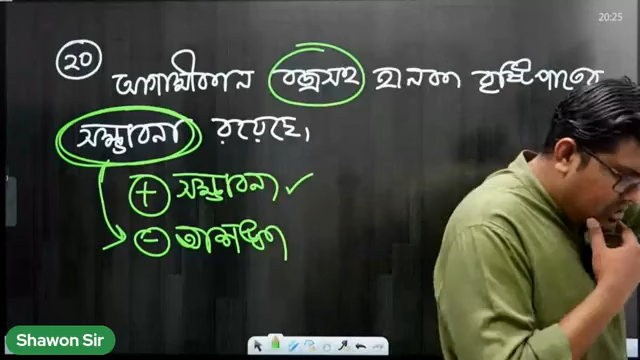 20:25
২০ আগামীকাল বজ্রসহ হালকা বৃষ্টিপাতের
সম্ভাবনা রয়েছে।
+ সম্ভাবনা ✓
- আশঙ্কা
Shawon Sir